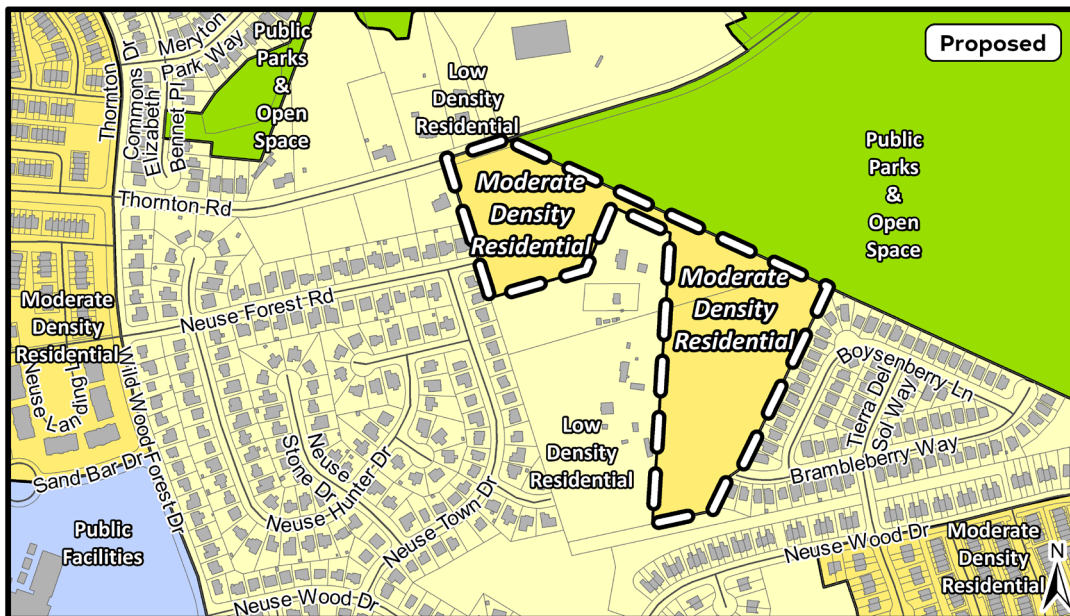 Proposed
Meryton
Park Way
Commons Dr
Elizabeth
Bennet Pl
Thornton
Public
Parks
&
Open
Space
Low
Density
Residential
Public
Parks
&
Open
Space
Thornton Rd
Moderate
Density
Residential
Moderate
Density
Residential
Moderate
Density
Residential
Neuse Forest Rd
Wild Wood Forest Dr
Neuse
Lan
ding L
Sand Bar Dr
Public
Facilities
Neuse
Stone Dr
Neuse Hunter Dr
Neuse Town Dr
Low
Density
Residential
Boysenberry Ln
Tierra Del
Sol Way
Brambleberry Way
Neuse Wood Dr
Neuse Wood Dr
Moderate
Density
Residential
N